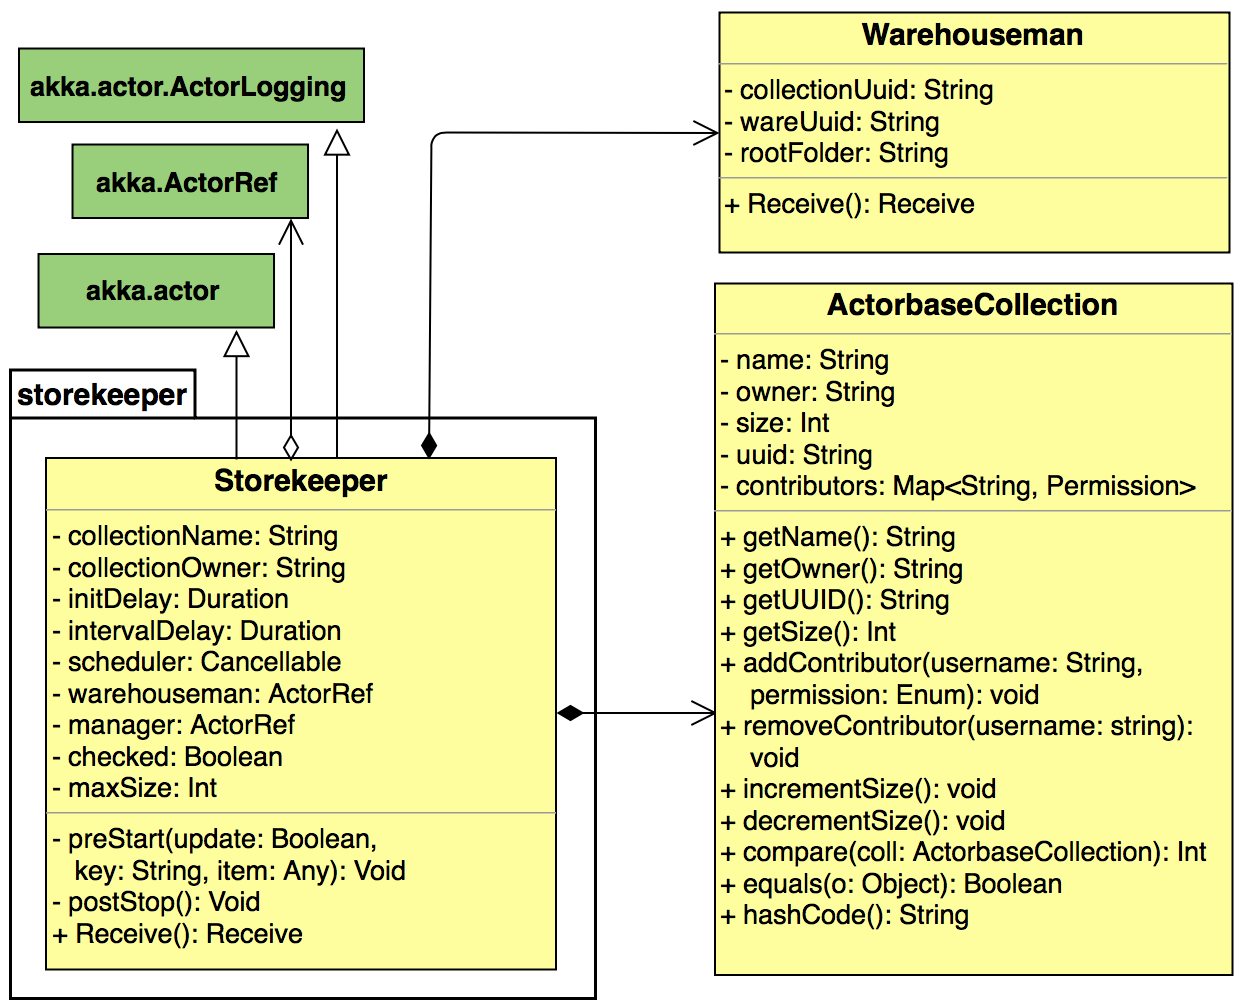 akka.actor.ActorLogging
akka.ActorRef
akka.actor
storekeeper
Storekeeper
- collectionName: String
- collectionOwner: String
- initDelay: Duration
- intervalDelay: Duration
- scheduler: Cancellable
- warehouseman: ActorRef
- manager: ActorRef
- checked: Boolean
- maxSize: Int
- preStart(update: Boolean,
key: String, item: Any): Void
- postStop(): Void
+ Receive(): Receive
Warehouseman
- collectionUuid: String
- wareUuid: String
- rootFolder: String
+ Receive(): Receive
ActorbaseCollection
- name: String
- owner: String
- size: Int
- uuid: String
- contributors: Map<String, Permission>
+ getName(): String
+ getOwner(): String
+ getUUID(): String
+ getSize(): Int
+ addContributor(username: String,
permission: Enum): void
+ removeContributor(username: string):
void
+ incrementSize(): void
+ decrementSize(): void
+ compare(coll: ActorbaseCollection): Int
+ equals(o: Object): Boolean
+ hashCode(): String